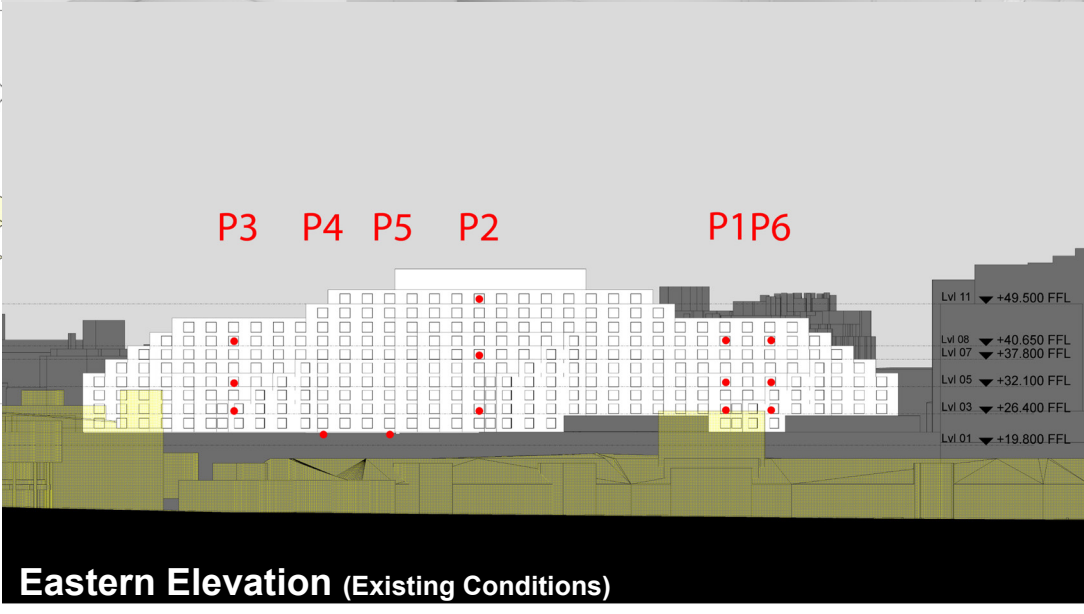 P3 P4 P5 P2 P1 P6
Lvl 11 +49.500 FFL
Lvl 08 +40.650 FFL
Lvl 07 +37.800 FFL
Lvl 05 +32.100 FFL
Lvl 03 +26.400 FFL
Lvl 01 +19.800 FFL
Eastern Elevation (Existing Conditions)